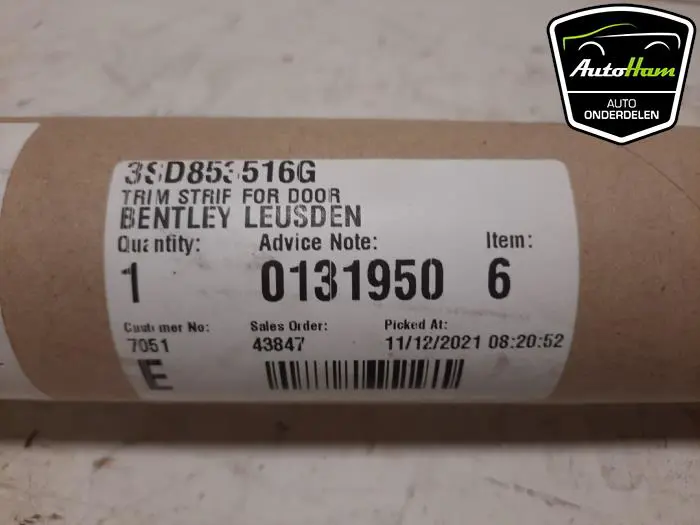 AutoHam
AUTO
ONDERDELEN
3SD853516G
TRIM STRIP FOR DOOR
BENTLEY LEUSDEN
Quantity: Advice Note: Item:
1 0131950 6
Customer No: Sales Order: Picked At:
7051 43847 11/12/2021 08:20:52
E